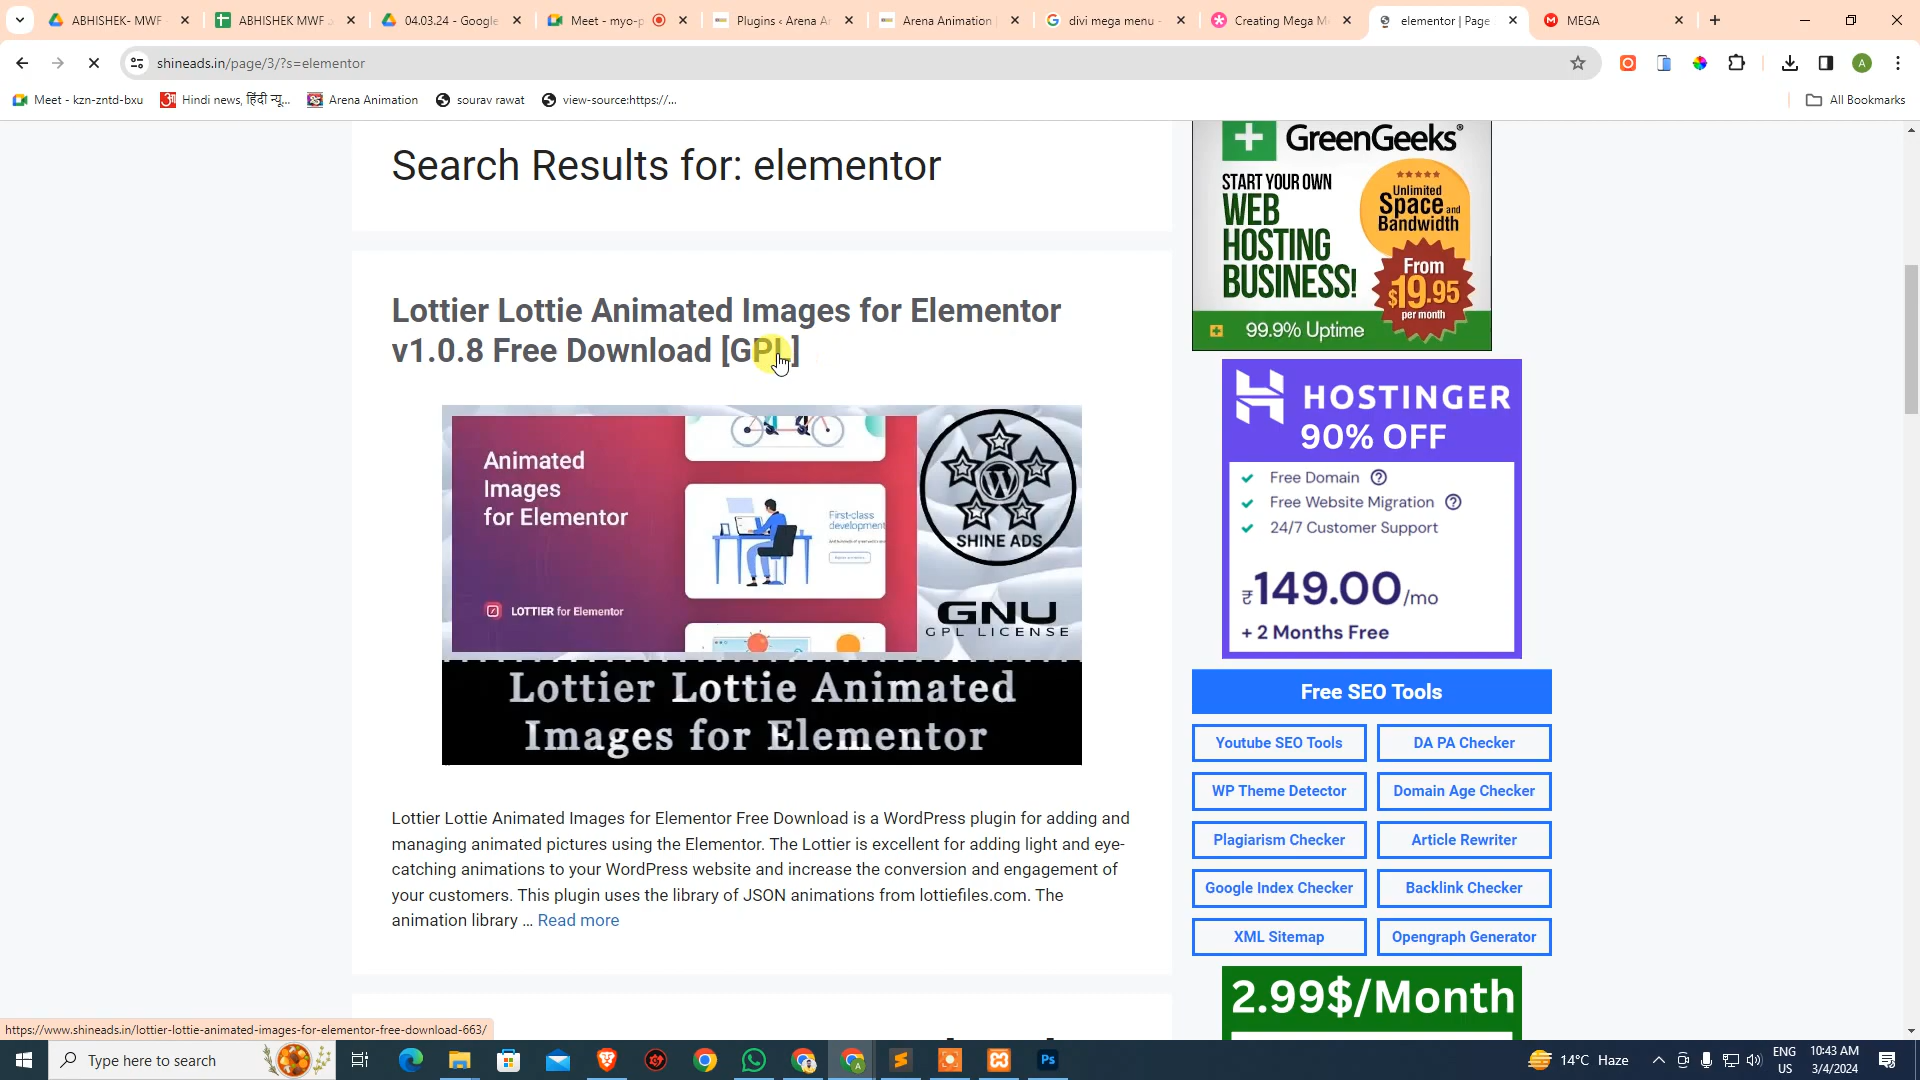 ABHISHEK- MWF
ABHISHEK MWF
04.03.24 - Google
Meet - myo-p
Plugins ‹ Arena A
Arena Animation
divi mega menu -
Creating Mega M
elementor | Page
MEGA
shineads.in/page/3/?s=elementor
A
Meet - kzn-zntd-bxu
Hindi news, हिंदी न्यू...
Arena Animation
sourav rawat
view-source:https://...
All Bookmarks
Search Results for: elementor
Lottier Lottie Animated Images for Elementor
v1.0.8 Free Download [GPL]
Animated
Images
for Elementor
LOTTIER for Elementor
First-class
development
SHINE ADS
GNU
GPL LICENSE
Lottier Lottie Animated
Images for Elementor
Lottier Lottie Animated Images for Elementor Free Download is a WordPress plugin for adding and
managing animated pictures using the Elementor. The Lottier is excellent for adding light and eye-
catching animations to your WordPress website and increase the conversion and engagement of
your customers. This plugin uses the library of JSON animations from lottiefiles.com. The
animation library ... Read more
GreenGeeks®
START YOUR OWN
WEB
HOSTING
BUSINESS!
Unlimited
Space and
Bandwidth
From
$19.95
per month
99.9% Uptime
HOSTINGER
90% OFF
Free Domain
Free Website Migration
24/7 Customer Support
₹149.00/mo
+ 2 Months Free
Free SEO Tools
Youtube SEO Tools
DA PA Checker
WP Theme Detector
Domain Age Checker
Plagiarism Checker
Article Rewriter
Google Index Checker
Backlink Checker
XML Sitemap
Opengraph Generator
2.99$/Month
https://www.shineads.in/lottier-lottie-animated-images-for-elementor-free-download-663/
Type here to search
Ps
14°C Haze
ENG
US
10:43 AM
3/4/2024